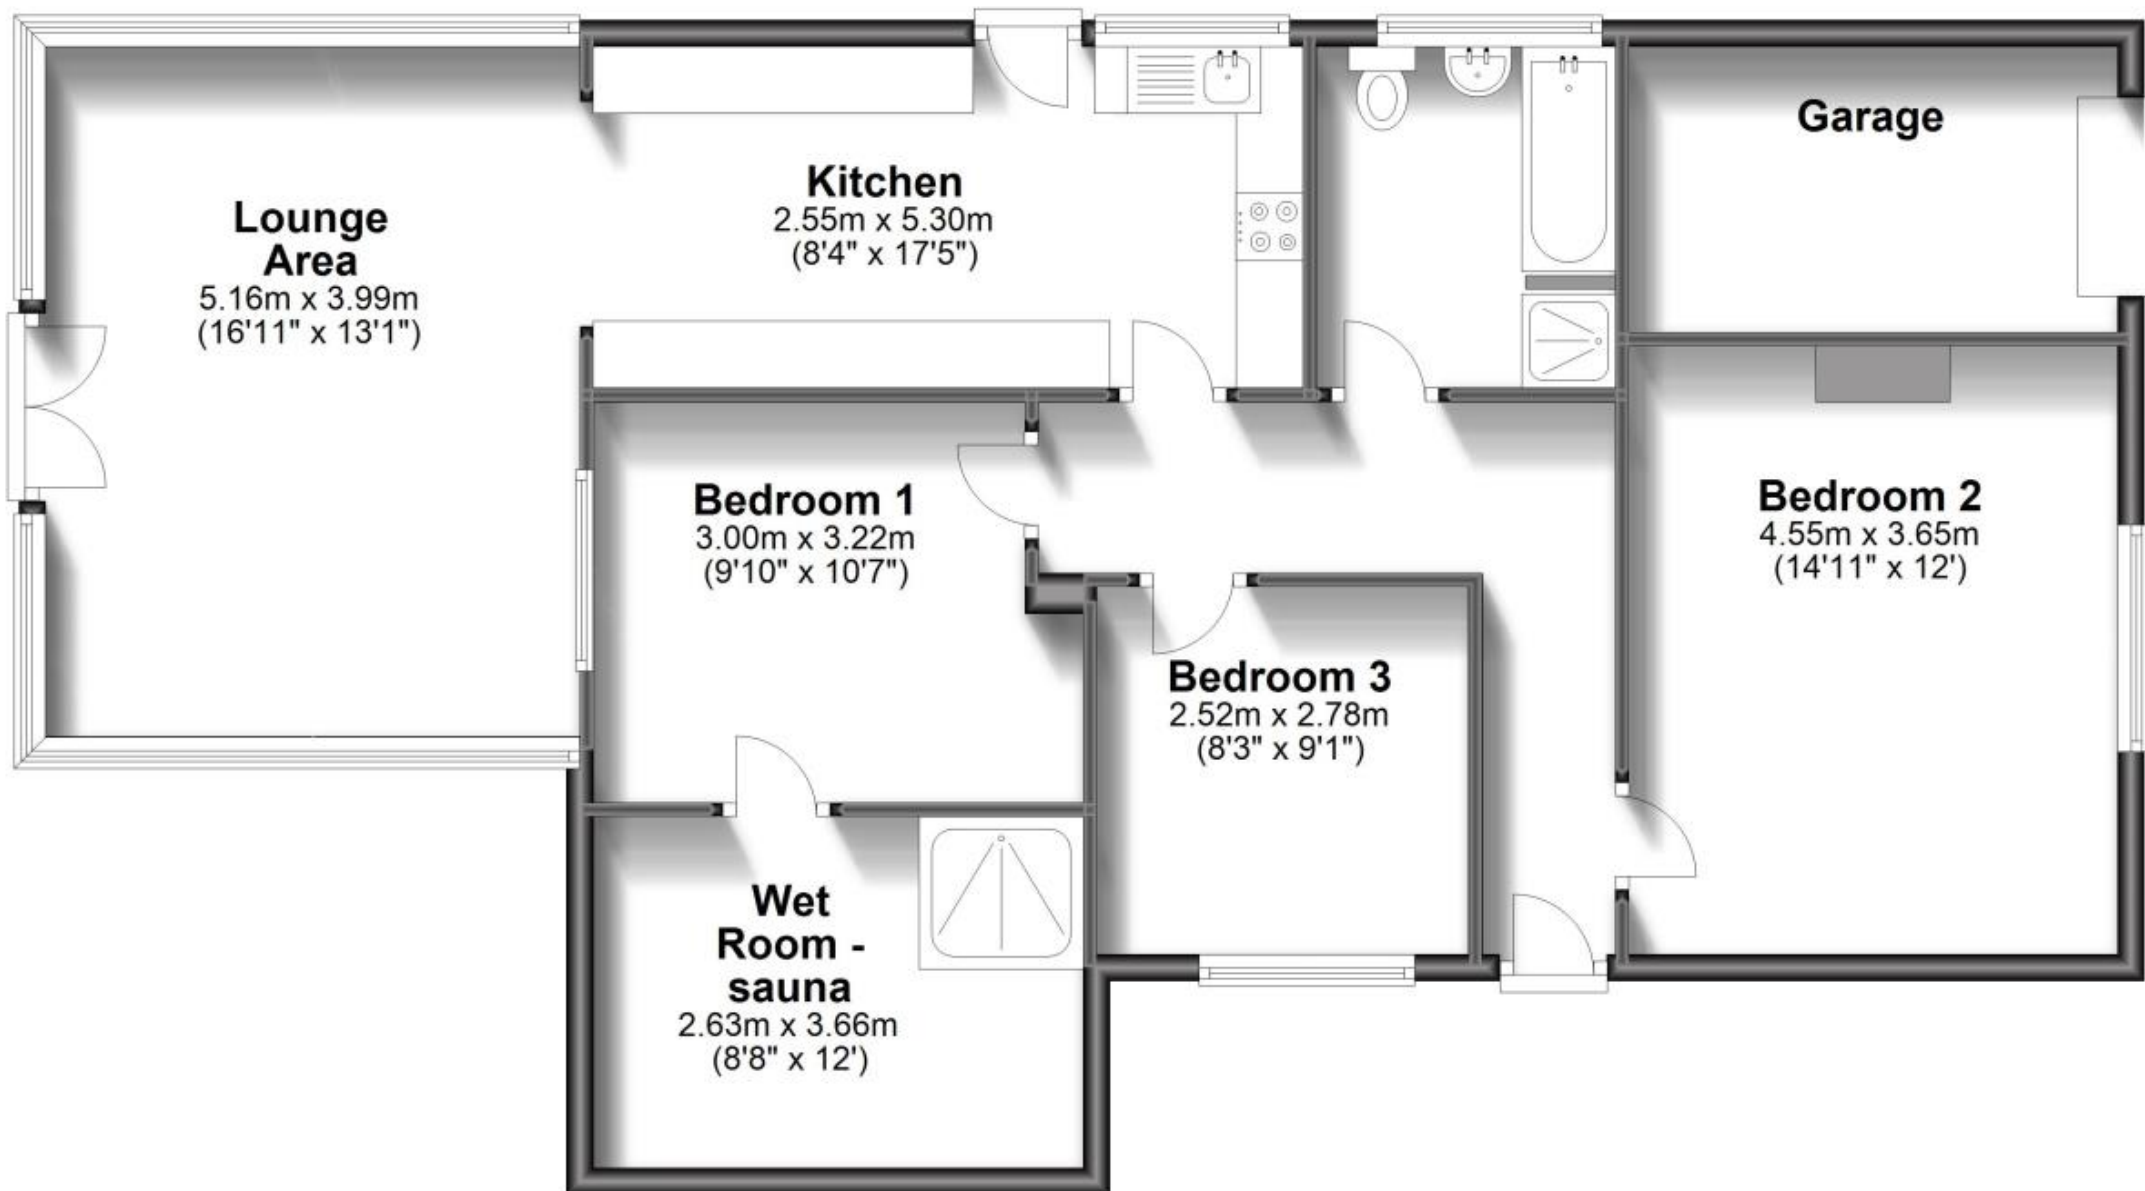 Lounge
Area
5.16m x 3.99m
(16'11" x 13'1")
Kitchen
2.55m x 5.30m
(8'4" x 17'5")
Garage
Bedroom 1
3.00m x 3.22m
(9'10" x 10'7")
Bedroom 2
4.55m x 3.65m
(14'11" x 12')
Bedroom 3
2.52m x 2.78m
(8'3" x 9'1")
Wet
Room -
sauna
2.63m x 3.66m
(8'8" x 12')